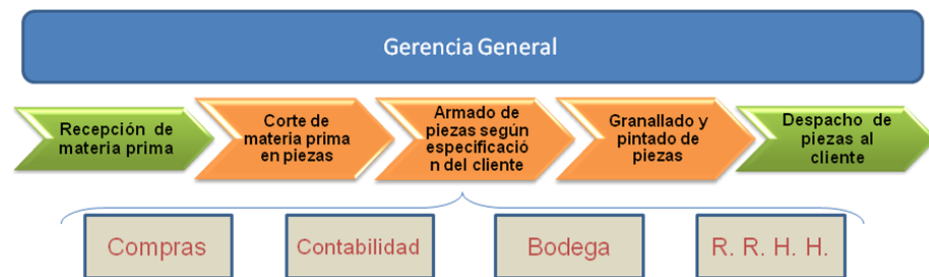 Gerencia General
Recepción de
materia prima
Corte de
materia prima
en piezas
Armado de
piezas según
especificació
n del cliente
Granallado y
pintado de
piezas
Despacho de
piezas al
cliente
Compras
Contabilidad
Bodega
R. R. H. H.